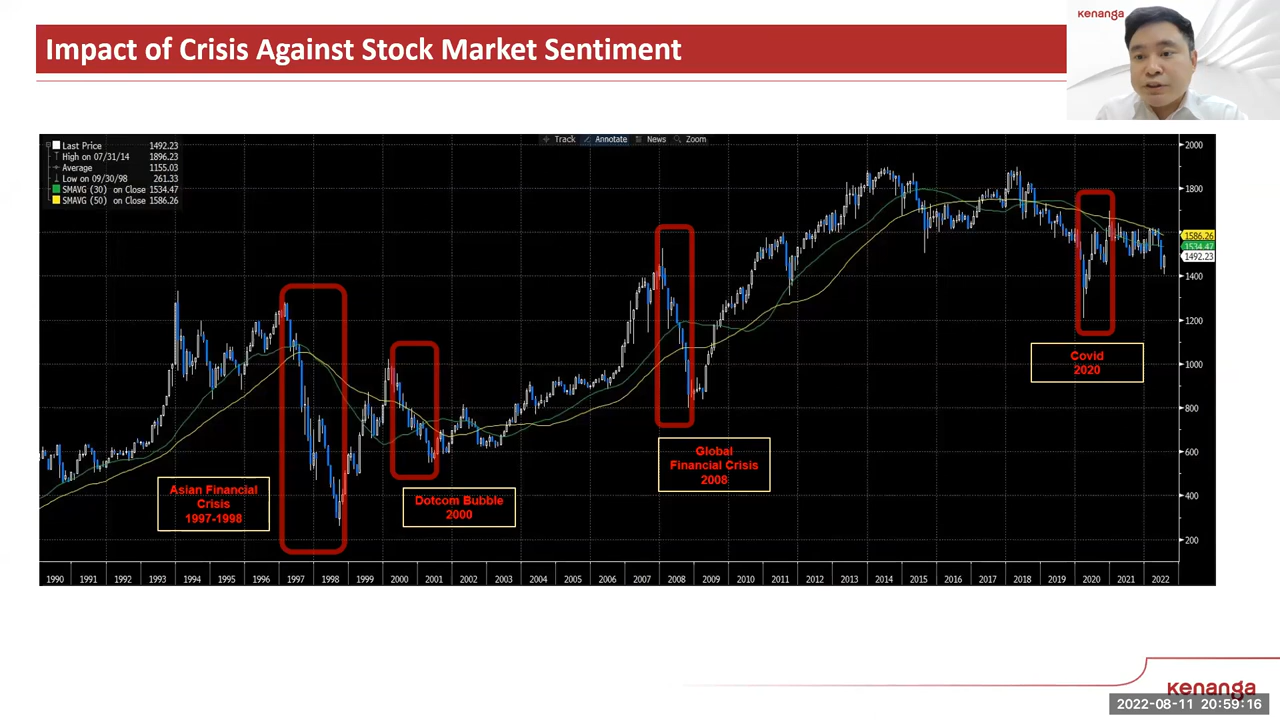 Impact of Crisis Against Stock Market Sentiment
Kenanga
Track Annotate News Zoom
Last Price 1492.23
High on 07/31/14 1896.23
Average 1155.03
Low on 09/30/98 261.33
SMAVG (30) on Close 1534.47
SMAVG (50) on Close 1586.26
2000
1800
1586.26
1534.47
1492.23
1400
1200
1000
800
600
400
200
Covid
2020
Global
Financial Crisis
2008
Asian Financial
Crisis
1997-1998
Dotcom Bubble
2000
1990 1991 1992 1993 1994 1995 1996 1997 1998 1999 2000 2001 2002 2003 2004 2005 2006 2007 2008 2009 2010 2011 2012 2013 2014 2015 2016 2017 2018 2019 2020 2021 2022
kenanga
2022-08-11 20:59:16